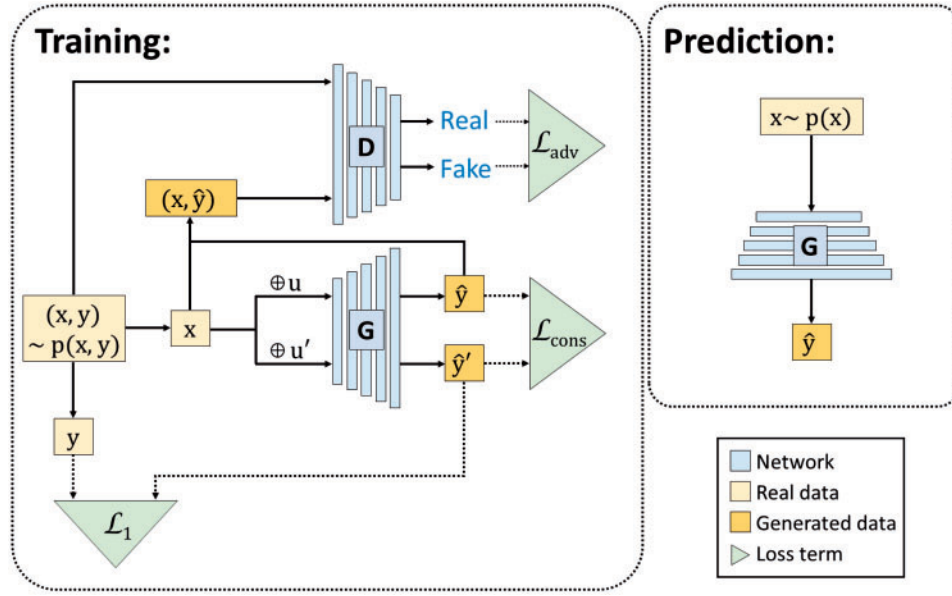 Training:
D
Real
Fake
ℒadv
(x, ŷ)
⊕u
⊕u′
G
ŷ
ŷ′
ℒcons
(x, y)
~ p(x, y)
x
y
ℒ1
Prediction:
x~ p(x)
G
ŷ
Network
Real data
Generated data
Loss term